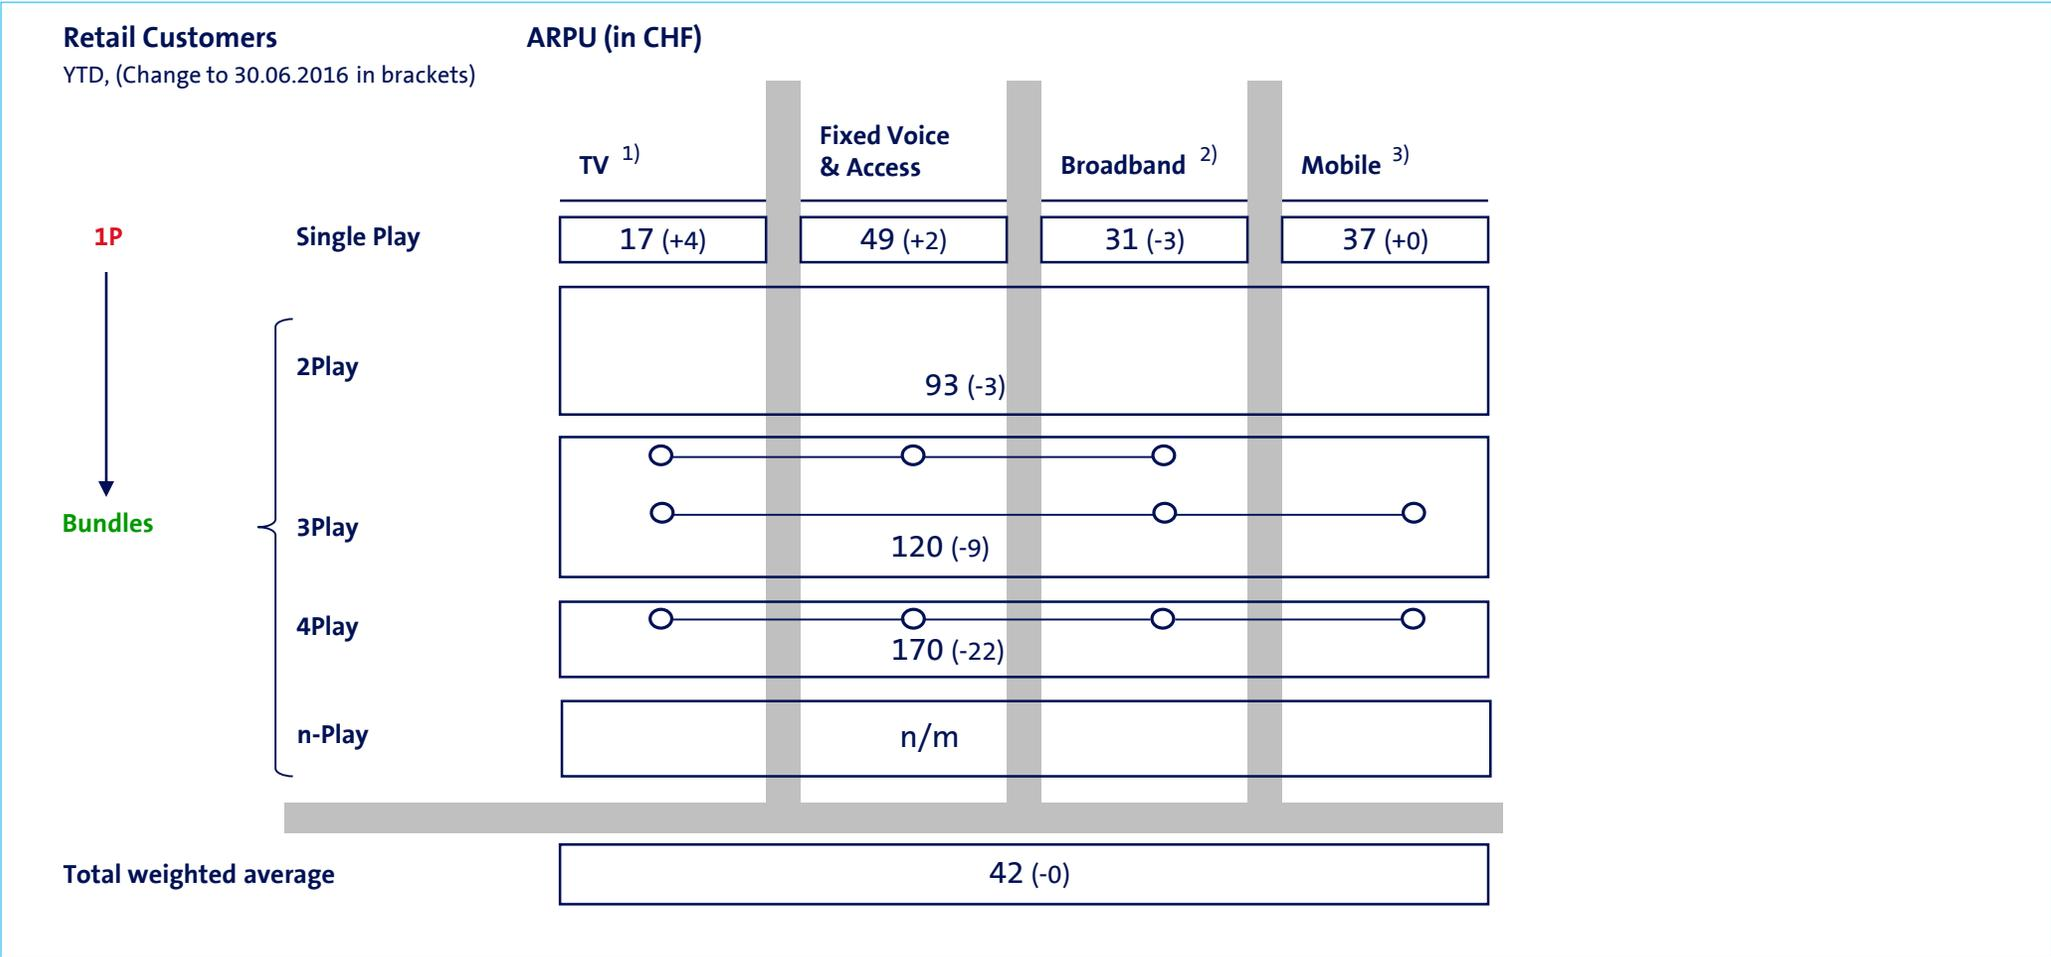 Retail Customers
ARPU (in CHF)
YTD, (Change to 30.06.2016 in brackets)
TV 1)
Fixed Voice
& Access
Broadband 2)
Mobile 3)
1P
Single Play
17 (+4)
49 (+2)
31 (-3)
37 (+0)
2Play
93 (-3)
Bundles
3Play
120 (-9)
4Play
170 (-22)
n-Play
n/m
Total weighted average
42 (-0)